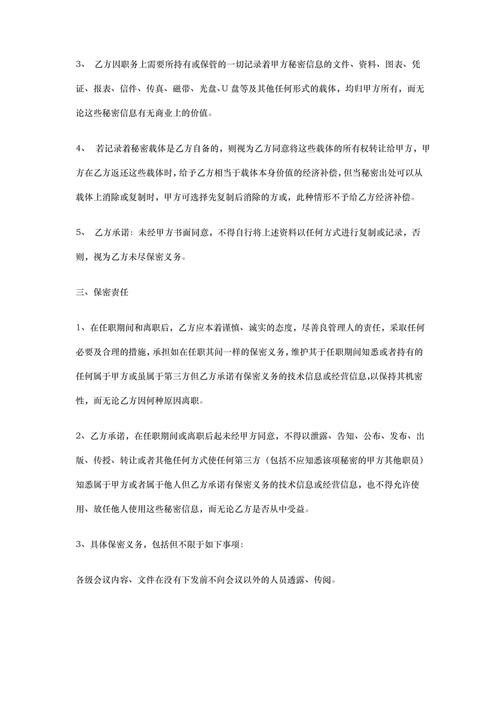 3、 乙方因职务上需要所持有或保管的一切记录着甲方秘密信息的文件、资料、图表、凭
证、报表、信件、传真、磁带、光盘、U 盘等及其他任何形式的载体，均归甲方所有，而无
论这些秘密信息有无商业上的价值。
4、 若记录着秘密载体是乙方自备的，则视为乙方同意将这些载体的所有权转让给甲方，甲
方在乙方返还这些载体时，给予乙方相当于载体本身价值的经济补偿，但当秘密出处可以从
载体上消除或复制时，甲方可选择先复制后消除的方或，此种情形不予给乙方经济补偿。
5、 乙方承诺：未经甲方书面同意，不得自行将上述资料以任何方式进行复制或记录，否
则，视为乙方未尽保密义务。
三、保密责任
1、在任职期间和离职后，乙方应本着谨慎、诚实的态度，尽善良管理人的责任，采取任何
必要及合理的措施，承担如在任职其间一样的保密义务，维护其于任职期间知悉或者持有的
任何属于甲方或虽属于第三方但乙方承诺有保密义务的技术信息或经营信息，以保持其机密
性，而无论乙方因何种原因离职。
2、乙方承诺，在任职期间或离职后起未经甲方同意，不得以泄露、告知、公布、发布、出
版、传授、转让或者其他任何方式使任何第三方 (包括不应知悉该项秘密的甲方其他职员)
知悉属于甲方或者属于他人但乙方承诺有保密义务的技术信息或经营信息，也不得允许使
用、放任他人使用这些秘密信息，而无论乙方是否从中受益。
3、具体保密义务，包括但不限于如下事项:
各级会议内容、文件在没有下发前不向会议以外的人员透露、传阅。